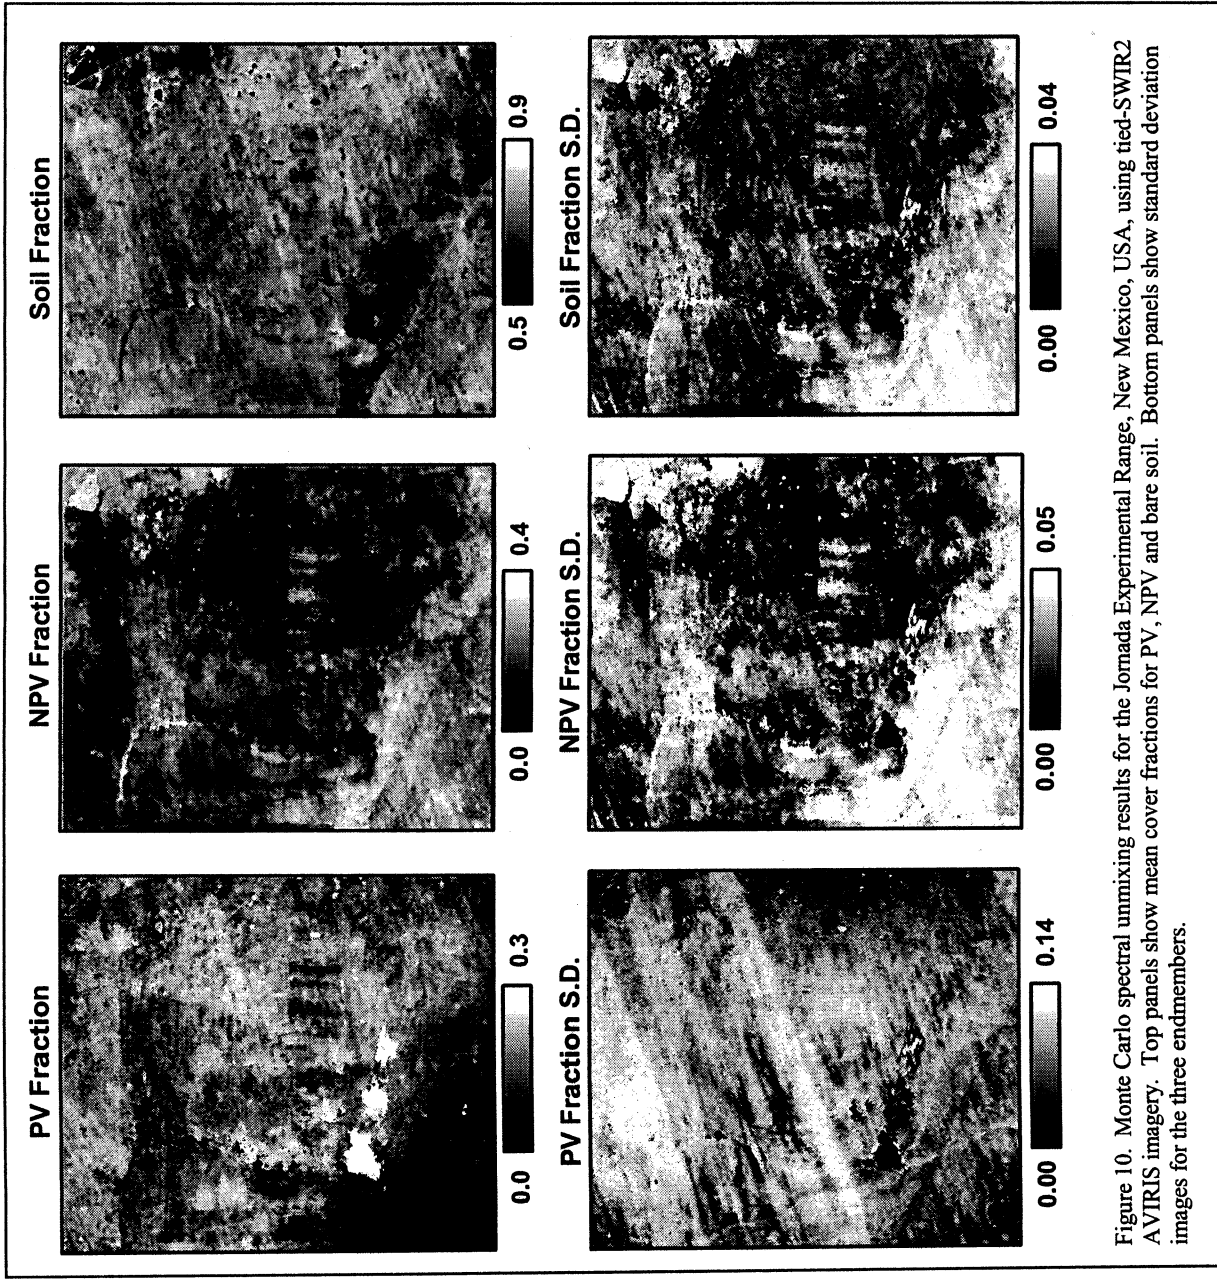 PV Fraction
NPV Fraction
Soil Fraction
0.0
0.3
0.0
0.4
0.5
0.9
PV Fraction S.D.
NPV Fraction S.D.
Soil Fraction S.D.
0.00
0.14
0.00
0.05
0.00
0.04
Figure 10. Monte Carlo spectral unmixing results for the Jornada Experimental Range, New Mexico, USA, using tied-SWIR2
AVIRIS imagery. Top panels show mean cover fractions for PV, NPV and bare soil. Bottom panels show standard deviation
images for the three endmembers.